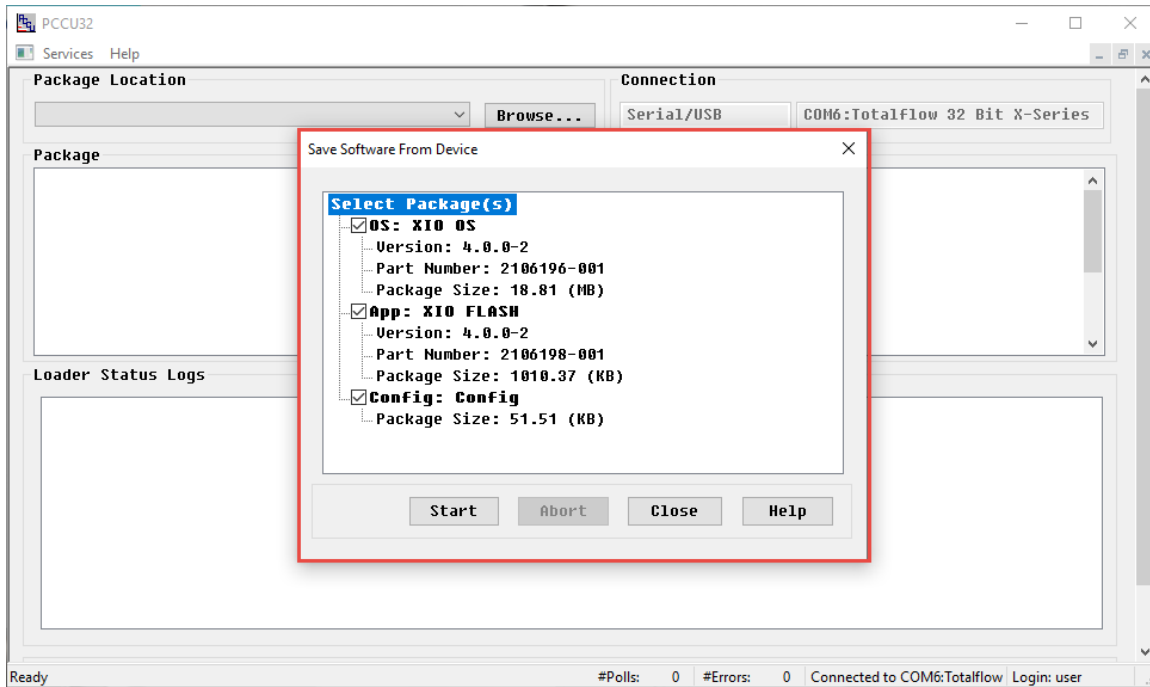 PCCU32
Services Help
Package Location
Connection
Browse...
Serial/USB
COM6:Totalflow 32 Bit X-Series
Package
Save Software From Device
Select Package(s)
OS: XIO OS
Version: 4.0.0-2
Part Number: 2106196-001
Package Size: 18.81 (MB)
App: XIO FLASH
Version: 4.0.0-2
Part Number: 2106198-001
Package Size: 1010.37 (KB)
Config: Config
Package Size: 51.51 (KB)
Start Abort Close Help
Loader Status Logs
Ready
#Polls: 0 #Errors: 0 Connected to COM6:Totalflow Login: user